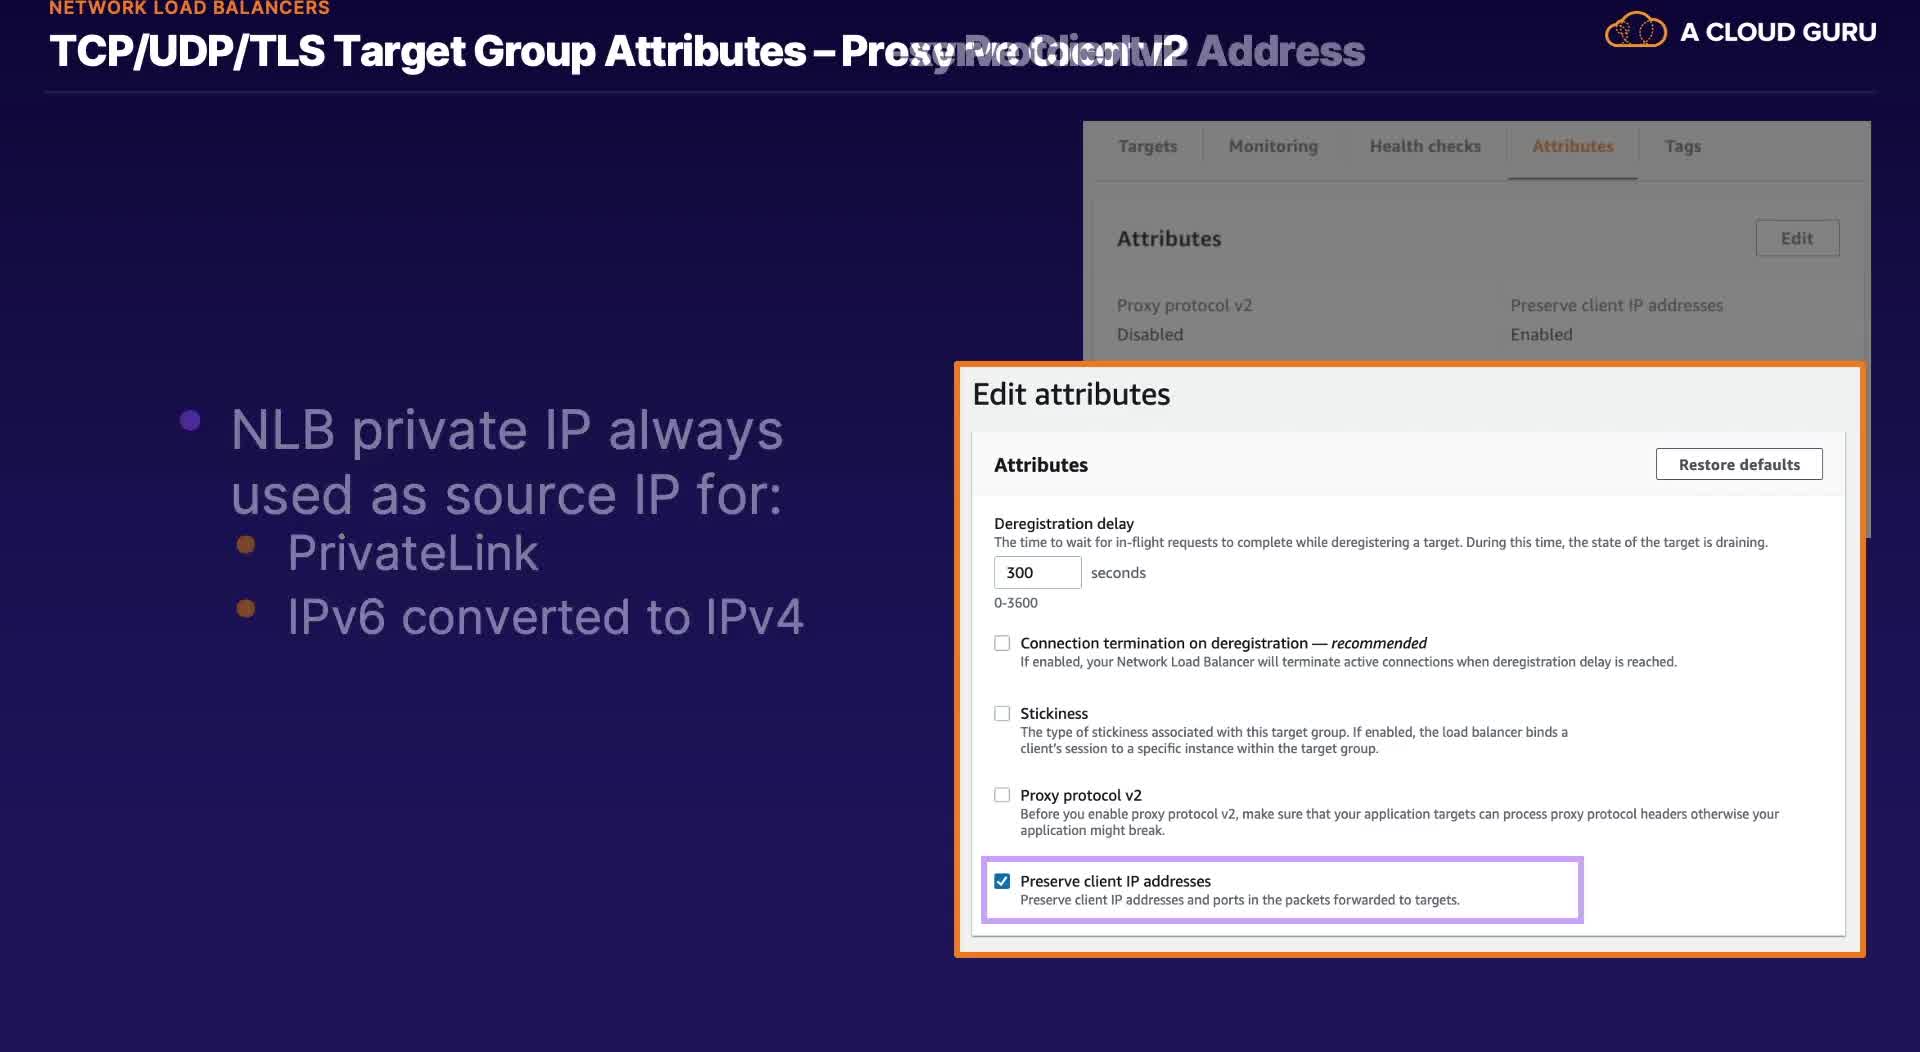 NETWORK LOAD BALANCERS
TCP/UDP/TLS Target Group Attributes – Proxy Protocol v2 Address
A CLOUD GURU
Targets Monitoring Health checks Attributes Tags
Attributes Edit
Proxy protocol v2 Preserve client IP addresses
Disabled Enabled
NLB private IP always
used as source IP for:
PrivateLink
IPv6 converted to IPv4
Edit attributes
Attributes Restore defaults
Deregistration delay
The time to wait for in-flight requests to complete while deregistering a target. During this time, the state of the target is draining.
300 seconds
0-3600
Connection termination on deregistration — recommended
If enabled, your Network Load Balancer will terminate active connections when deregistration delay is reached.
Stickiness
The type of stickiness associated with this target group. If enabled, the load balancer binds a
client's session to a specific instance within the target group.
Proxy protocol v2
Before you enable proxy protocol v2, make sure that your application targets can process proxy protocol headers otherwise your
application might break.
Preserve client IP addresses
Preserve client IP addresses and ports in the packets forwarded to targets.